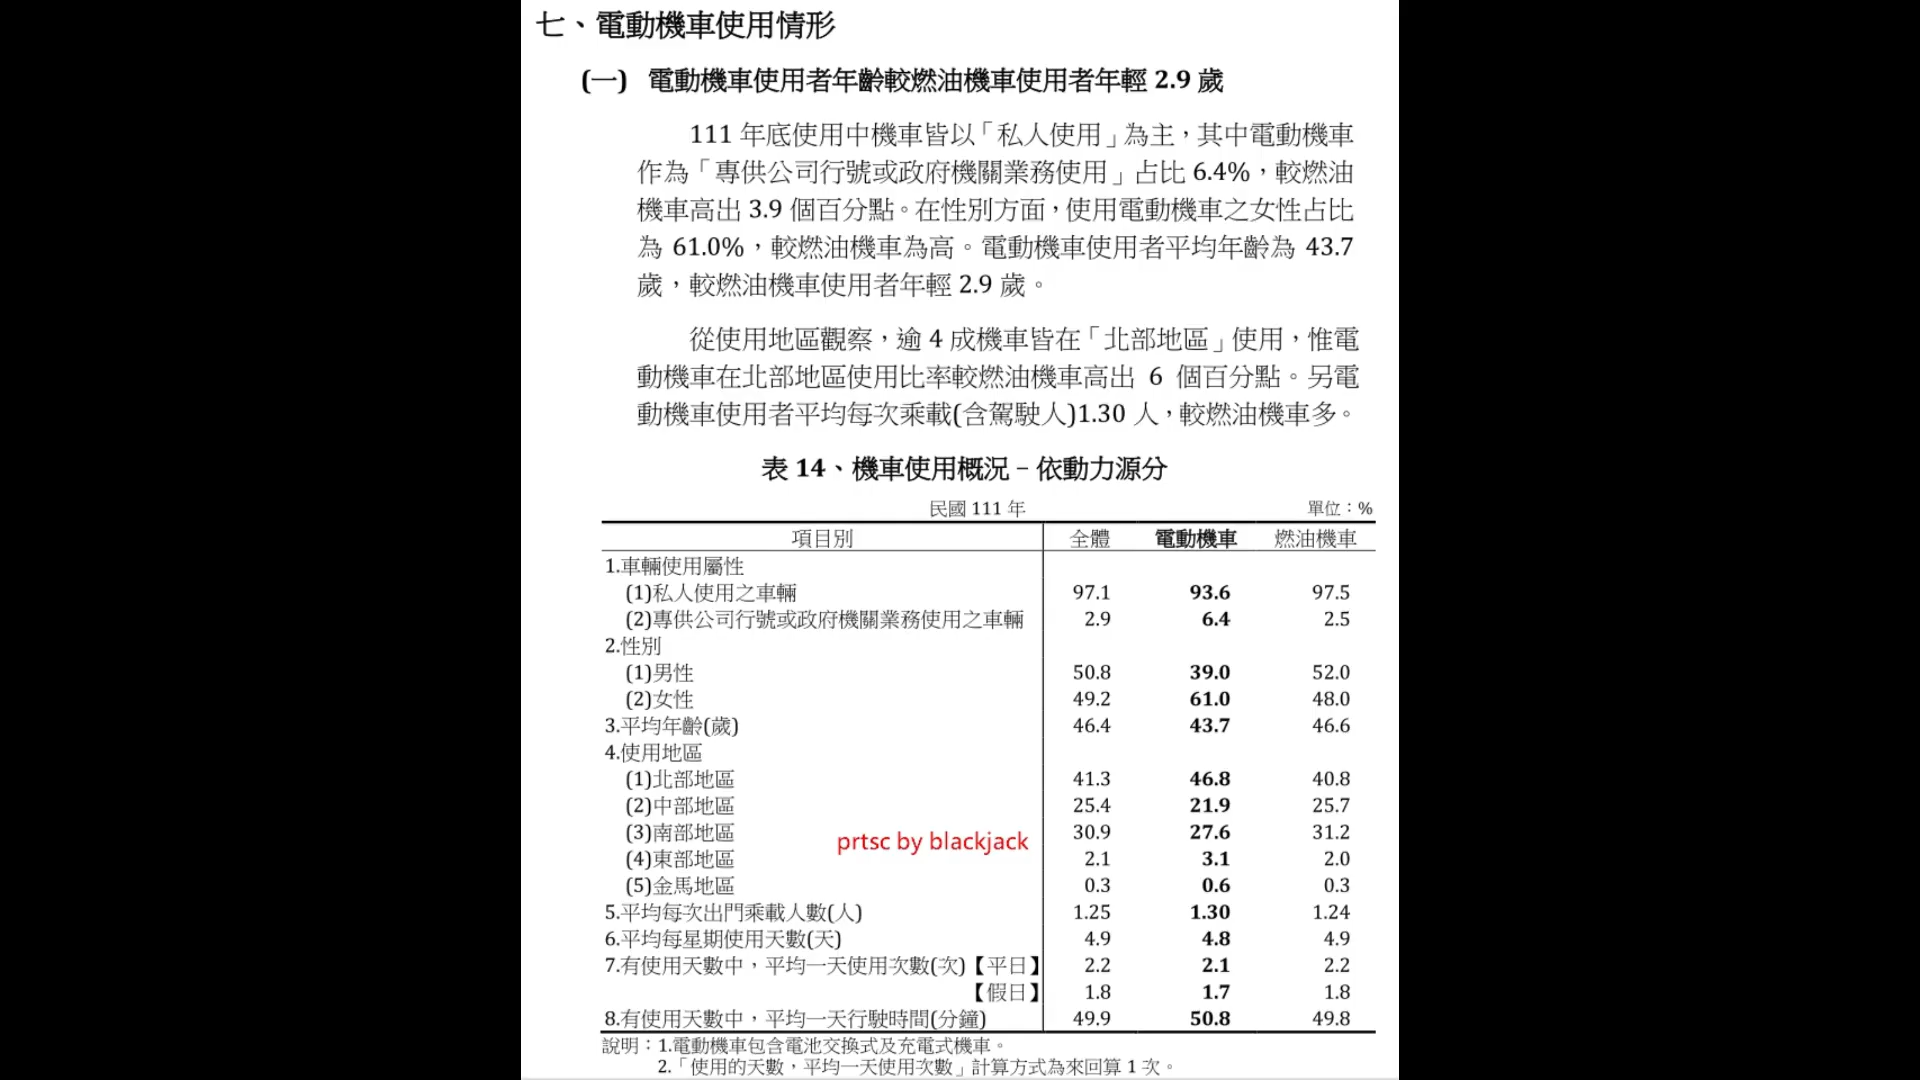 七、電動機車使用情形
(一) 電動機車使用者年齡較燃油機車使用者年輕 2.9 歲
111 年底使用中機車皆以「私人使用」為主，其中電動機車
作為「專供公司行號或政府機關業務使用」占比 6.4%，較燃油
機車高出 3.9 個百分點。在性別方面，使用電動機車之女性占比
為 61.0%，較燃油機車為高。電動機車使用者平均年齡為 43.7
歲，較燃油機車使用者年輕 2.9 歲。
從使用地區觀察，逾 4 成機車皆在「北部地區」使用，惟電
動機車在北部地區使用比率較燃油機車高出 6 個百分點。另電
動機車使用者平均每次乘載(含駕駛人)1.30 人，較燃油機車多。
表 14、機車使用概況－依動力源分
民國 111 年 單位：%
項目別 全體 電動機車 燃油機車
1.車輛使用屬性
(1)私人使用之車輛 97.1 93.6 97.5
(2)專供公司行號或政府機關業務使用之車輛 2.9 6.4 2.5
2.性別
(1)男性 50.8 39.0 52.0
(2)女性 49.2 61.0 48.0
3.平均年齡(歲) 46.4 43.7 46.6
4.使用地區
(1)北部地區 41.3 46.8 40.8
(2)中部地區 25.4 21.9 25.7
(3)南部地區 30.9 27.6 31.2
prtsc by blackjack
(4)東部地區 2.1 3.1 2.0
(5)金馬地區 0.3 0.6 0.3
5.平均每次出門乘載人數(人) 1.25 1.30 1.24
6.平均每星期使用天數(天) 4.9 4.8 4.9
7.有使用天數中，平均一天使用次數(次)【平日】 2.2 2.1 2.2
【假日】 1.8 1.7 1.8
8.有使用天數中，平均一天行駛時間(分鐘) 49.9 50.8 49.8
說明：1.電動機車包含電池交換式及充電式機車。
2.「使用的天數，平均一天使用次數」計算方式為來回算 1 次。